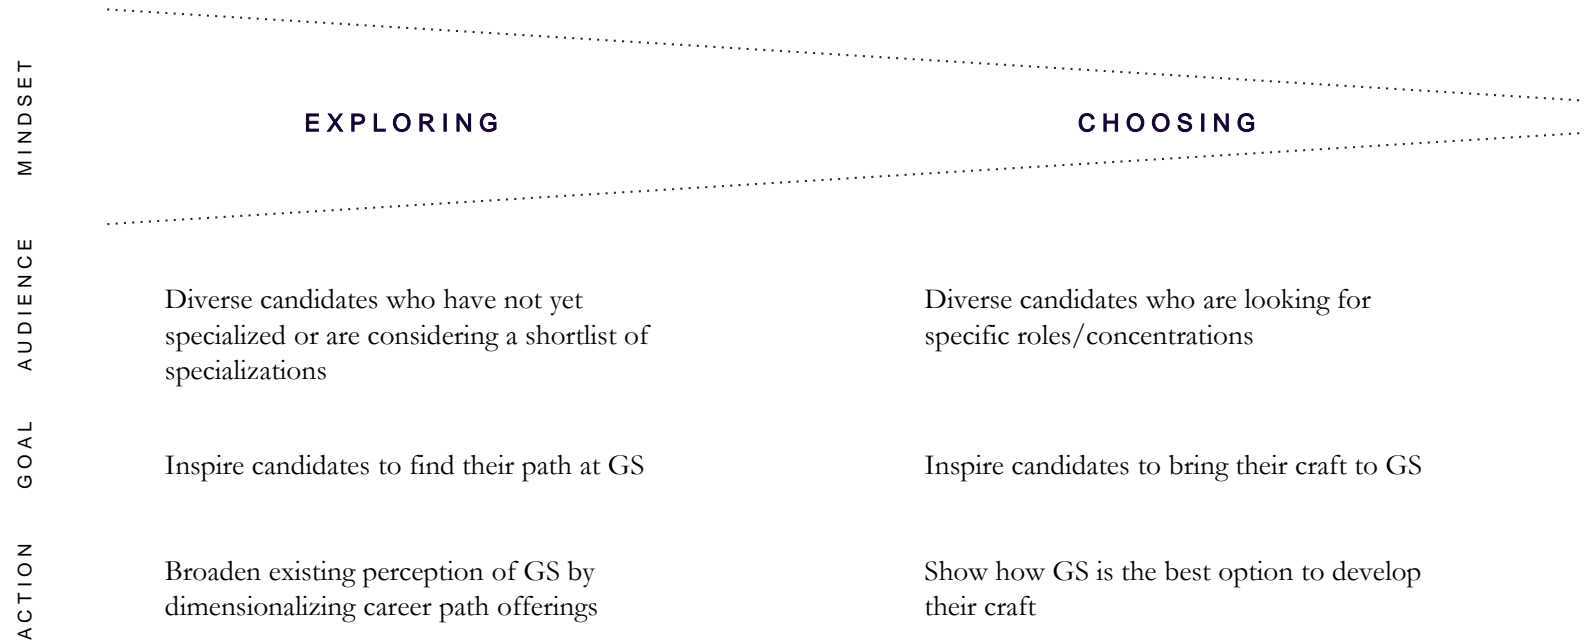 MINDSET
EXPLORING
CHOOSING
AUDIENCE
Diverse candidates who have not yet
specialized or are considering a shortlist of
specializations
Diverse candidates who are looking for
specific roles/concentrations
GOAL
Inspire candidates to find their path at GS
Inspire candidates to bring their craft to GS
ACTION
Broaden existing perception of GS by
dimensionalizing career path offerings
Show how GS is the best option to develop
their craft